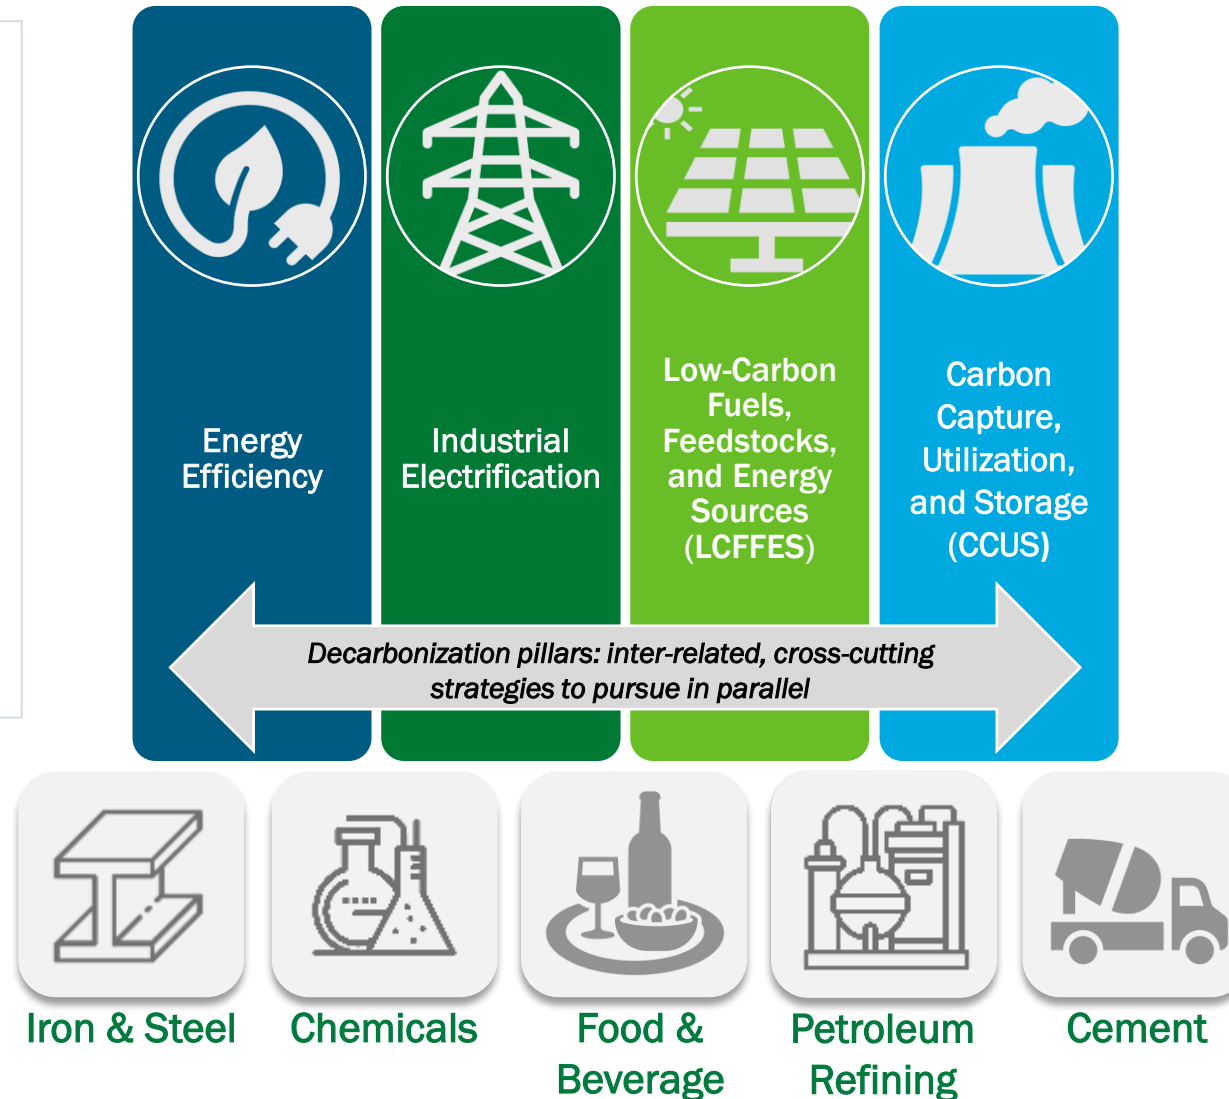 Energy
Efficiency
Industrial
Electrification
Low-Carbon
Fuels,
Feedstocks,
and Energy
Sources
(LCFFES)
Carbon
Capture,
Utilization,
and Storage
(CCUS)
Decarbonization pillars: inter-related, cross-cutting
strategies to pursue in parallel
Iron & Steel
Chemicals
Food &
Beverage
Petroleum
Refining
Cement